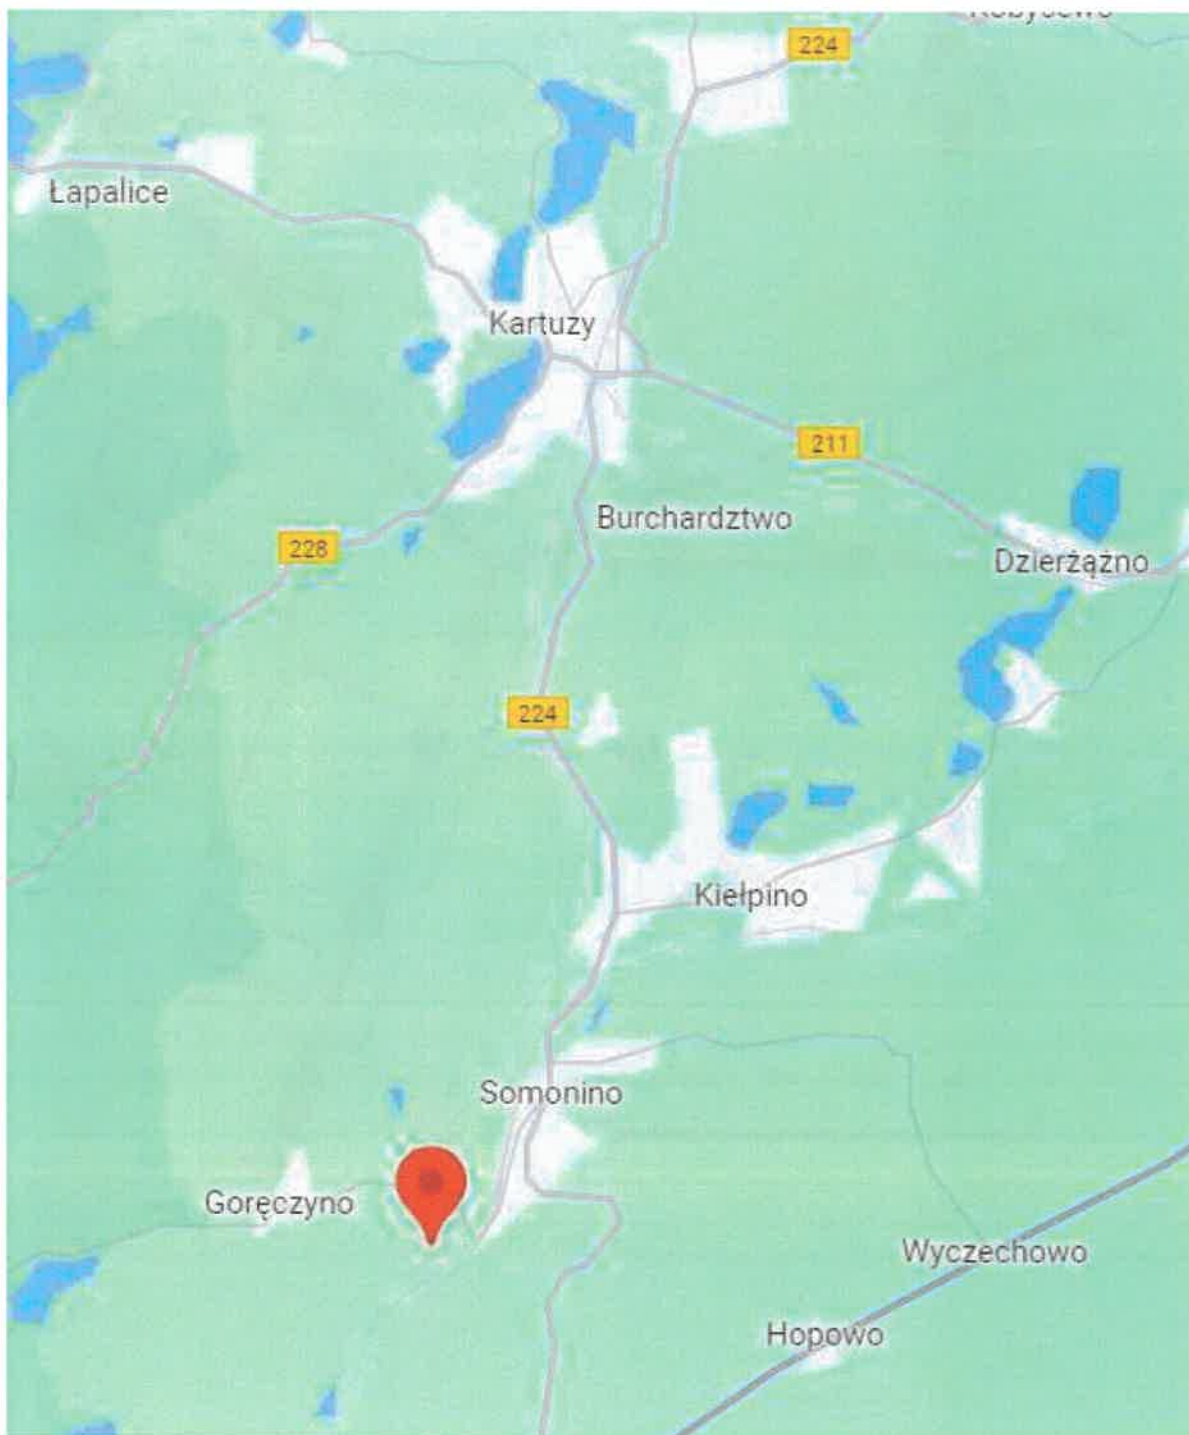 224
Łapalice
Kartuzy
211
Burchardztwo
228
Dzierżążno
224
Kiełpino
Somonino
Goręczyno
Wyczechowo
Hopowo